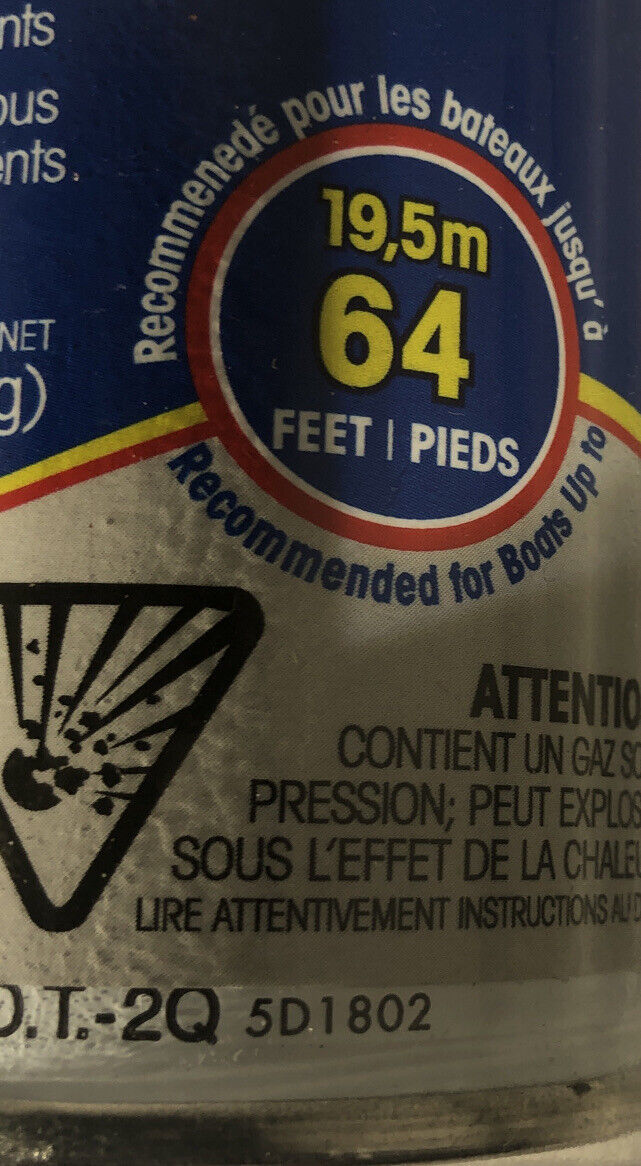 nts
ous
ents.
NET
g)
Recommenedé pour les bateaux jusqu' à
19,5m
64
FEET | PIEDS
Recommended for Boats Up to
ATTENTIO
CONTIENT UN GAZ SO
PRESSION; PEUT EXPLOS
SOUS L'EFFET DE LA CHALEU
LIRE ATTENTIVEMENT INSTRUCTIONS AU D
D.O.T.-2Q 5D1802